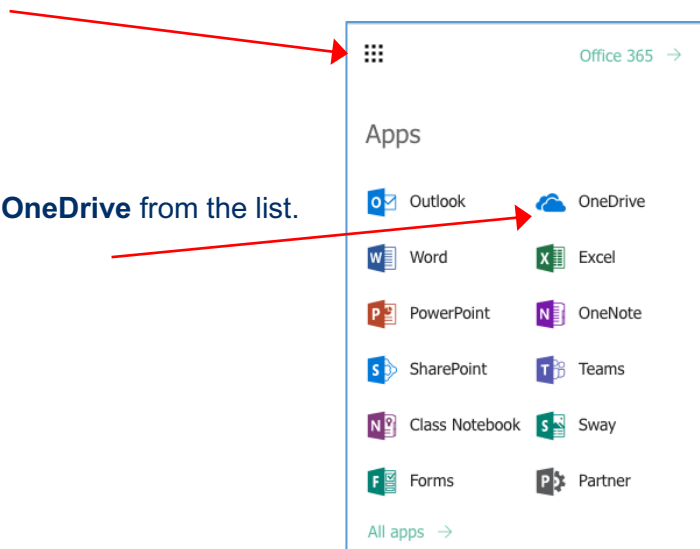 Office 365 →
Apps
Outlook OneDrive
OneDrive from the list.
Word Excel
PowerPoint OneNote
SharePoint Teams
Class Notebook Sway
Forms Partner
All apps →